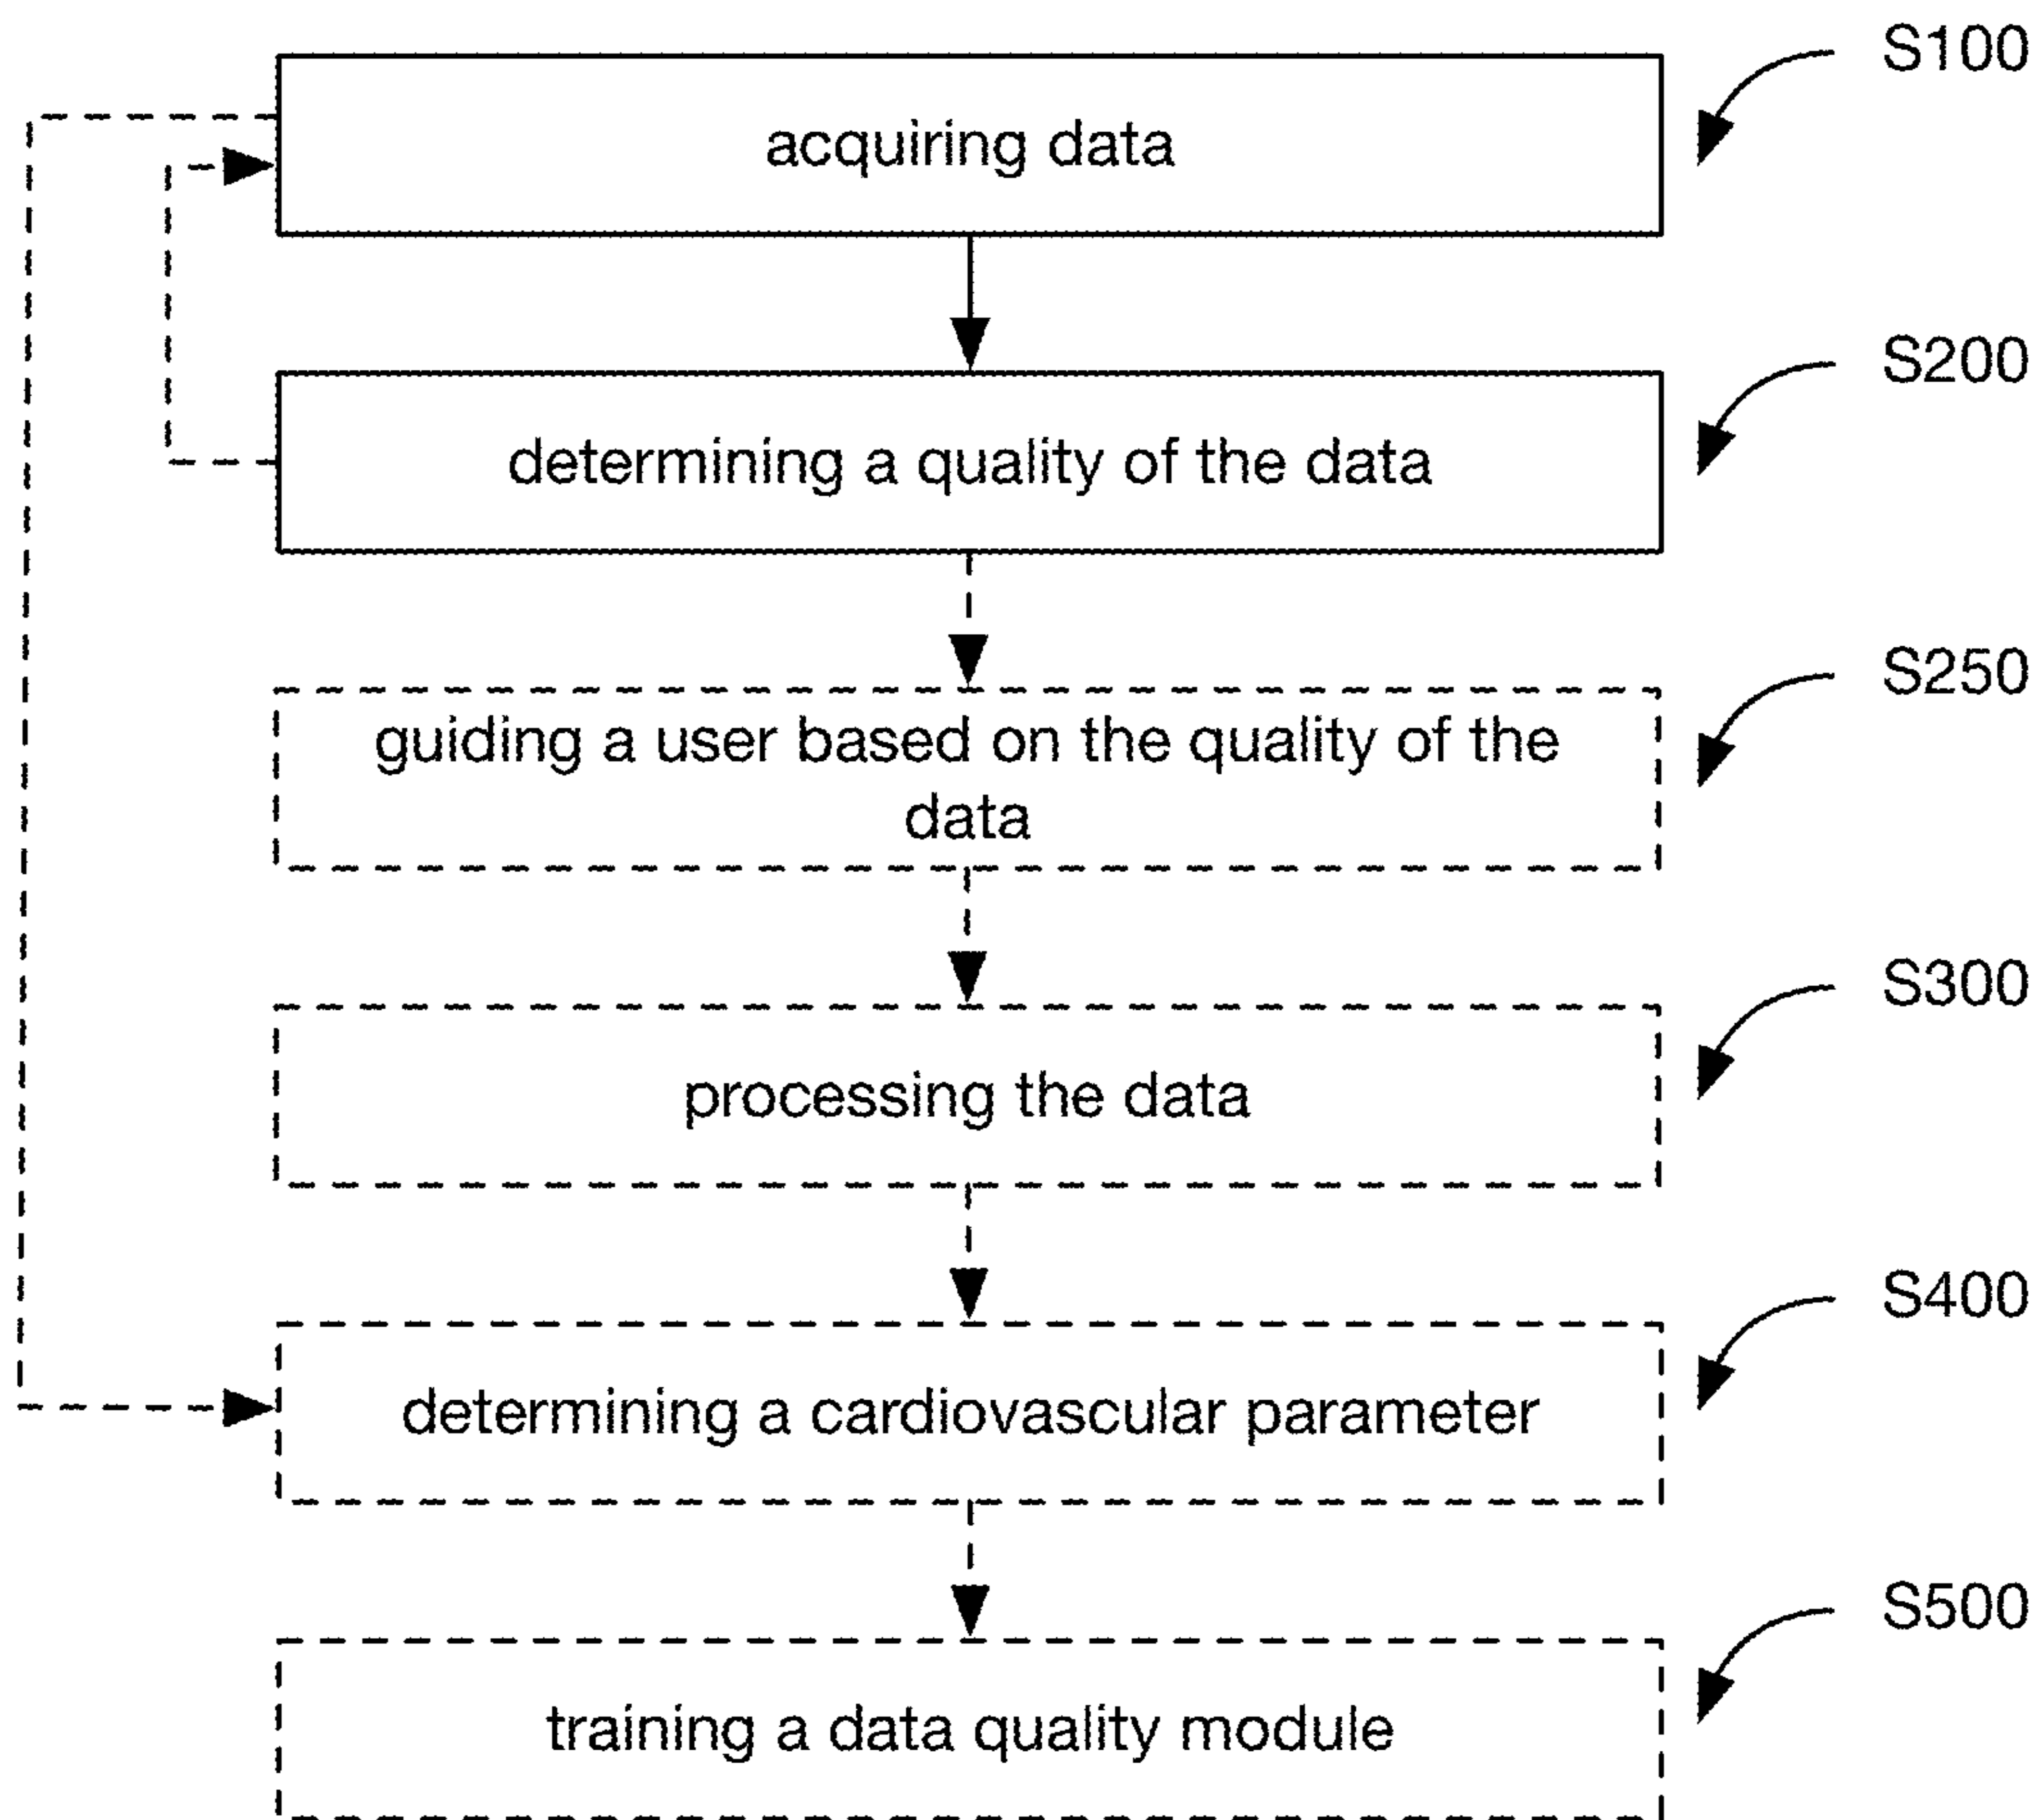 acquiring data
S100
determining a quality of the data
S200
guiding a user based on the quality of the
data
S250
processing the data
S300
determining a cardiovascular parameter
S400
training a data quality module
S500